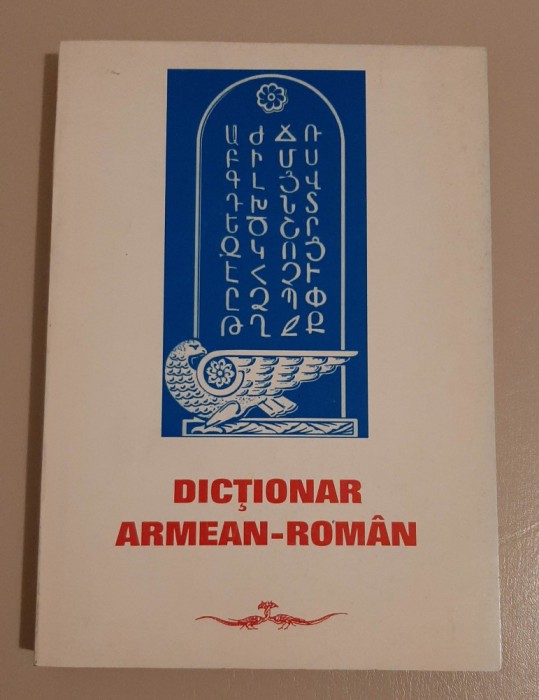 Ա Ժ Ճ Ռ
Բ Ի Մ Ս
Գ Լ Յ Վ
Դ Խ Ն Տ
Ե Ծ Շ Ր
Զ Կ Ո Ց
Է Հ Չ Ւ
Ը Ձ Պ Փ
Թ Ղ Ջ Ք
DICȚIONAR
ARMEAN-ROMÂN